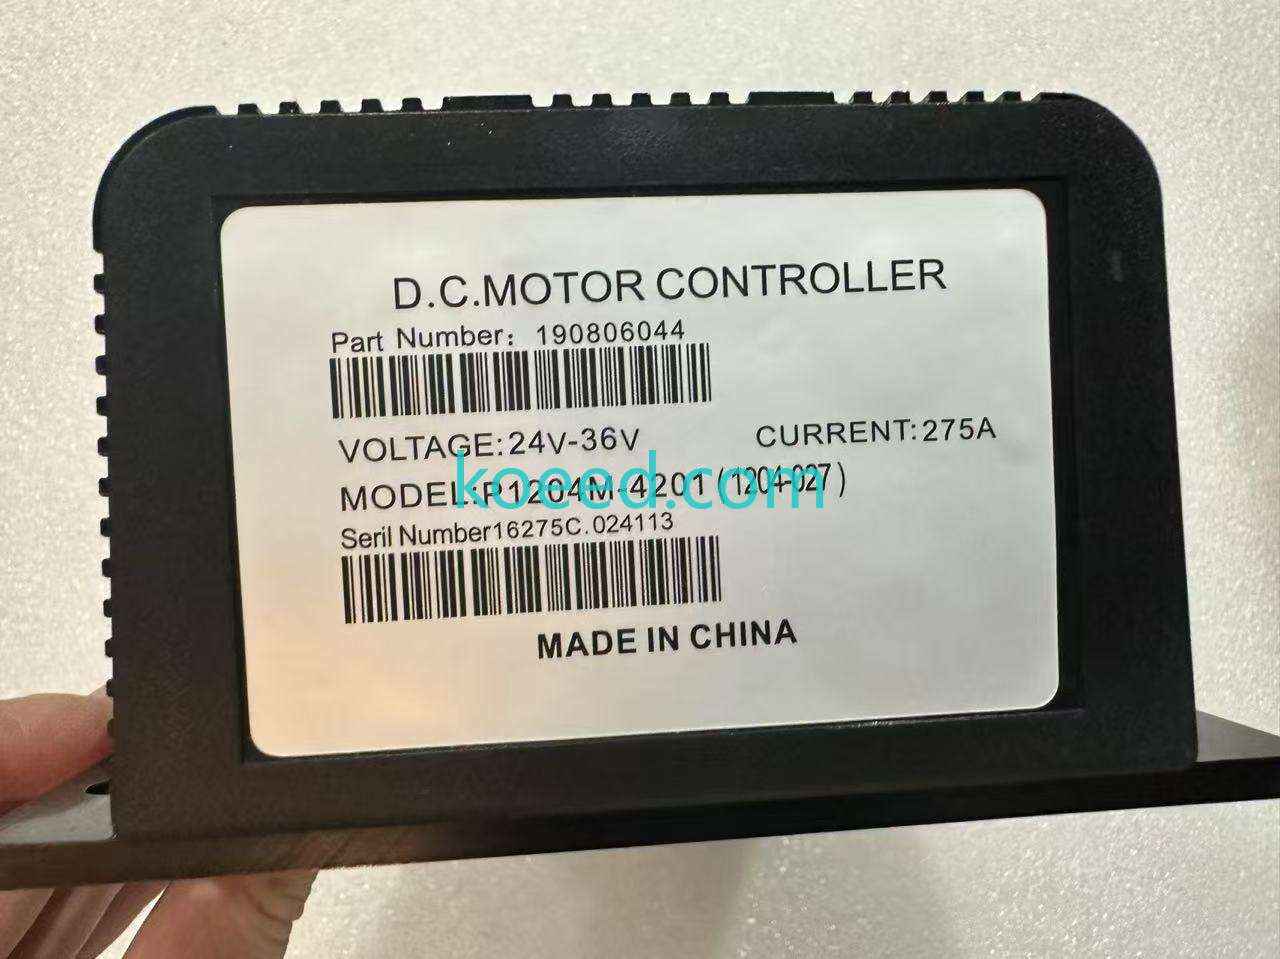 D.C.MOTOR CONTROLLER
Part Number: 190806044
VOLTAGE:24V-36V CURRENT:275A
MODEL:P1204M-4201(1204-027)
koeed.com
Seril Number16275C.024113
MADE IN CHINA